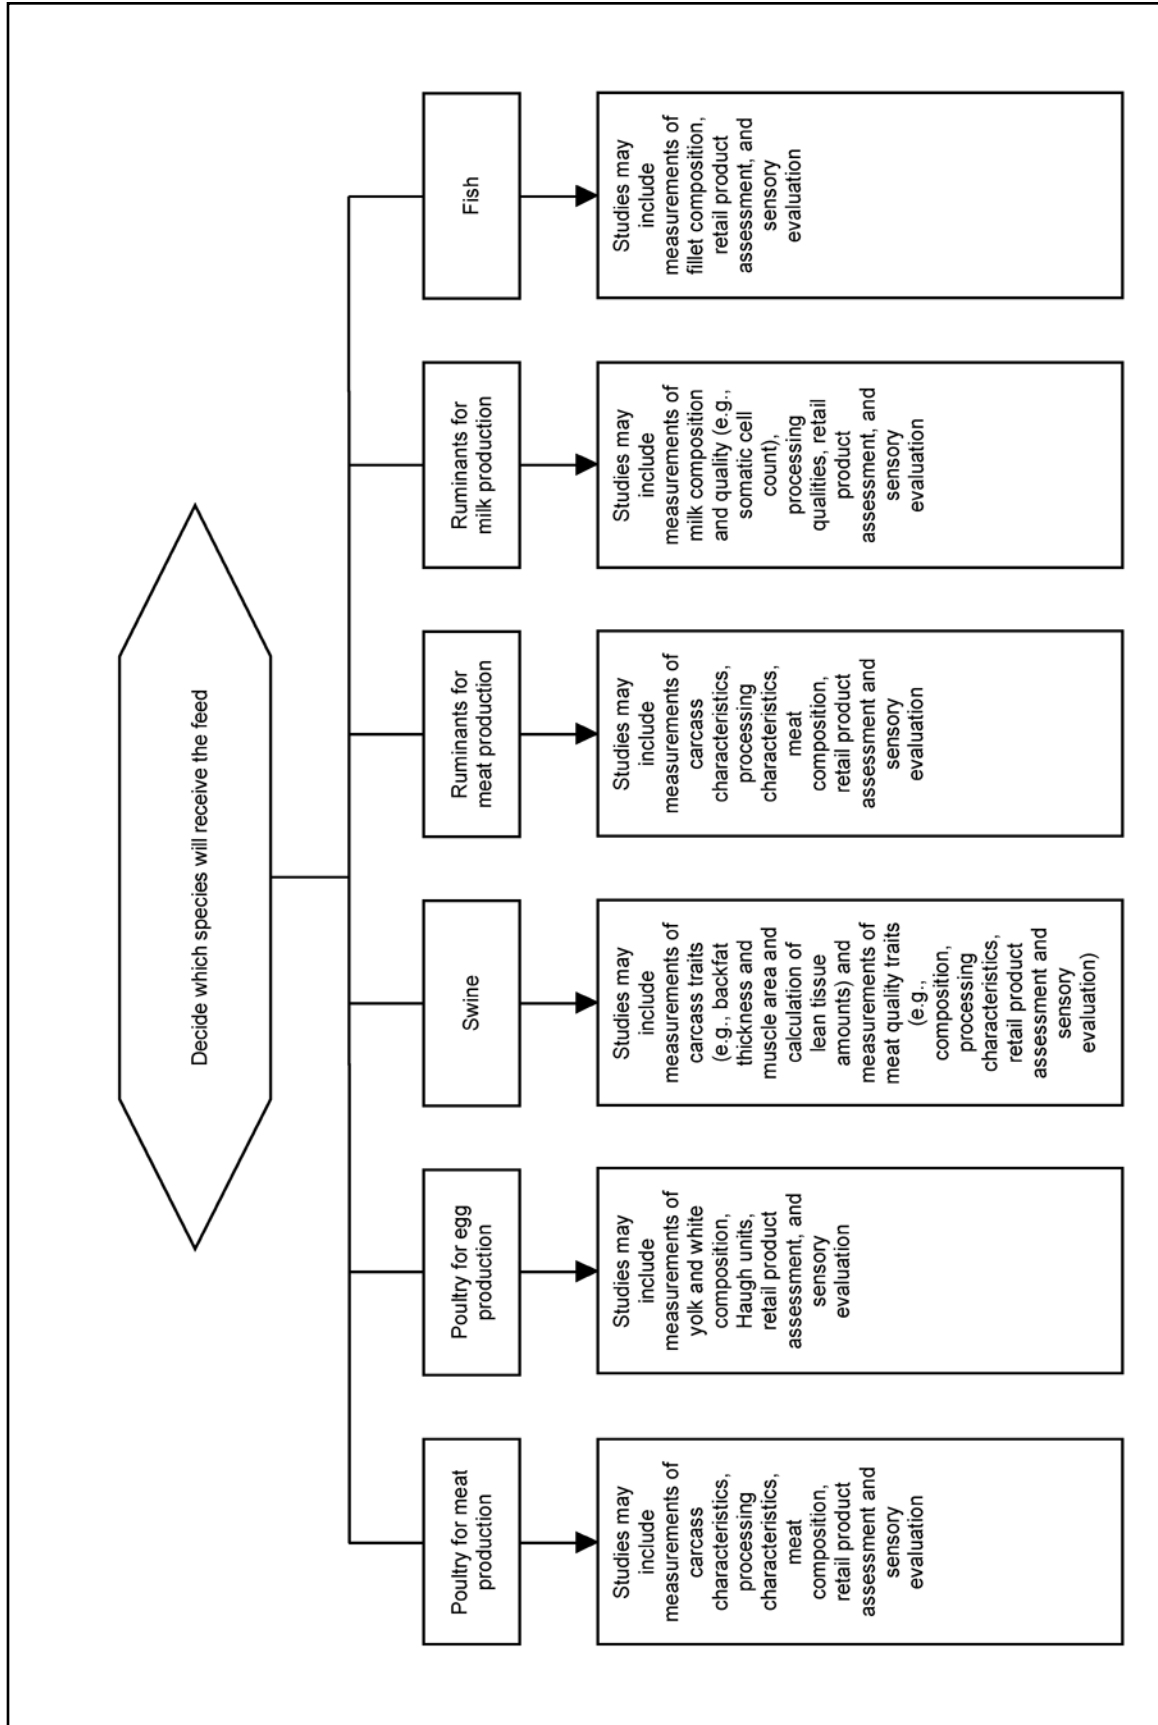 Decide which species will receive the feed
Poultry for meat
production
Poultry for egg
production
Swine
Ruminants for
meat production
Ruminants for
milk production
Fish
Studies may
include
measurements of
carcass
characteristics,
processing
characteristics,
meat
composition,
retail product
assessment and
sensory
evaluation
Studies may
include
measurements of
yolk and white
composition,
Haugh units,
retail product
assessment, and
sensory
evaluation
Studies may
include
measurements of
carcass traits
(e.g., backfat
thickness and
muscle area and
calculation of
lean tissue
amounts) and
measurements of
meat quality traits
(e.g.,
composition,
processing
characteristics,
retail product
assessment and
sensory
evaluation)
Studies may
include
measurements of
carcass
characteristics,
processing
characteristics,
meat
composition,
retail product
assessment and
sensory
evaluation
Studies may
include
measurements of
milk composition
and quality (e.g.,
somatic cell
count),
processing
qualities, retail
product
assessment, and
sensory
evaluation
Studies may
include
measurements of
fillet composition,
retail product
assessment, and
sensory
evaluation